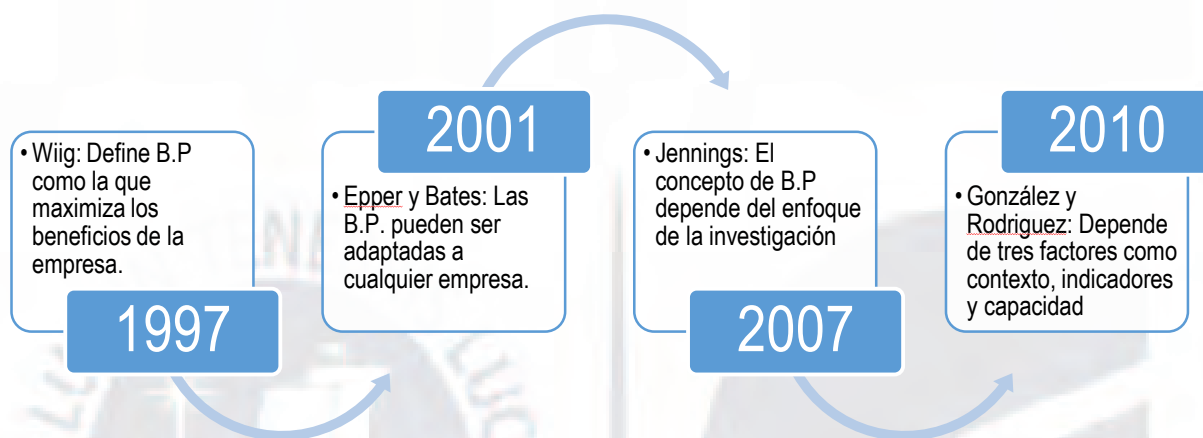 • Wiig: Define B.P
como la que
maximiza los
beneficios de la
empresa.
1997
2001
• Epper y Bates: Las
B.P. pueden ser
adaptadas a
cualquier empresa.
• Jennings: El
concepto de B.P
depende del enfoque
de la investigación
2007
2010
• González y
Rodriguez: Depende
de tres factores como
contexto, indicadores
y capacidad